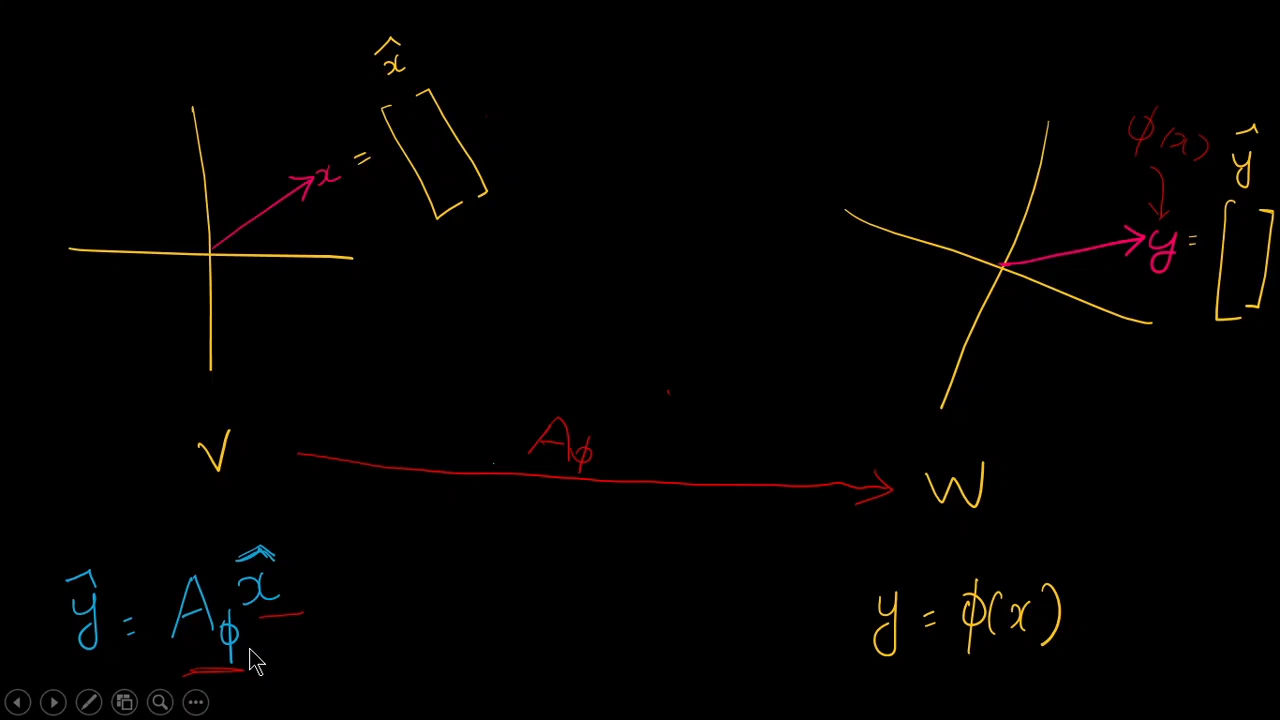 x̂
x =
φ(x)
ŷ
y =
V
A_φ
W
ŷ = A_φ x̂
y = φ(x)